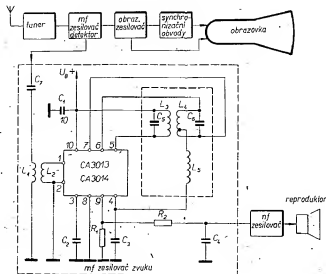 tuner
mf zesilovač
detektor
obraz.
zesilovač
synchro-
nizační
obvody
obrazovka
C7
UB +
C1
10
L3
L4
C5
C6
10 7 6 5
L1
L2
1
2
CA3013
CA3014
L5
3 8 9 4
reproduktor
R2
nf
zesilovač
C2
R1
C3
C4
mf zesilovač zvuku